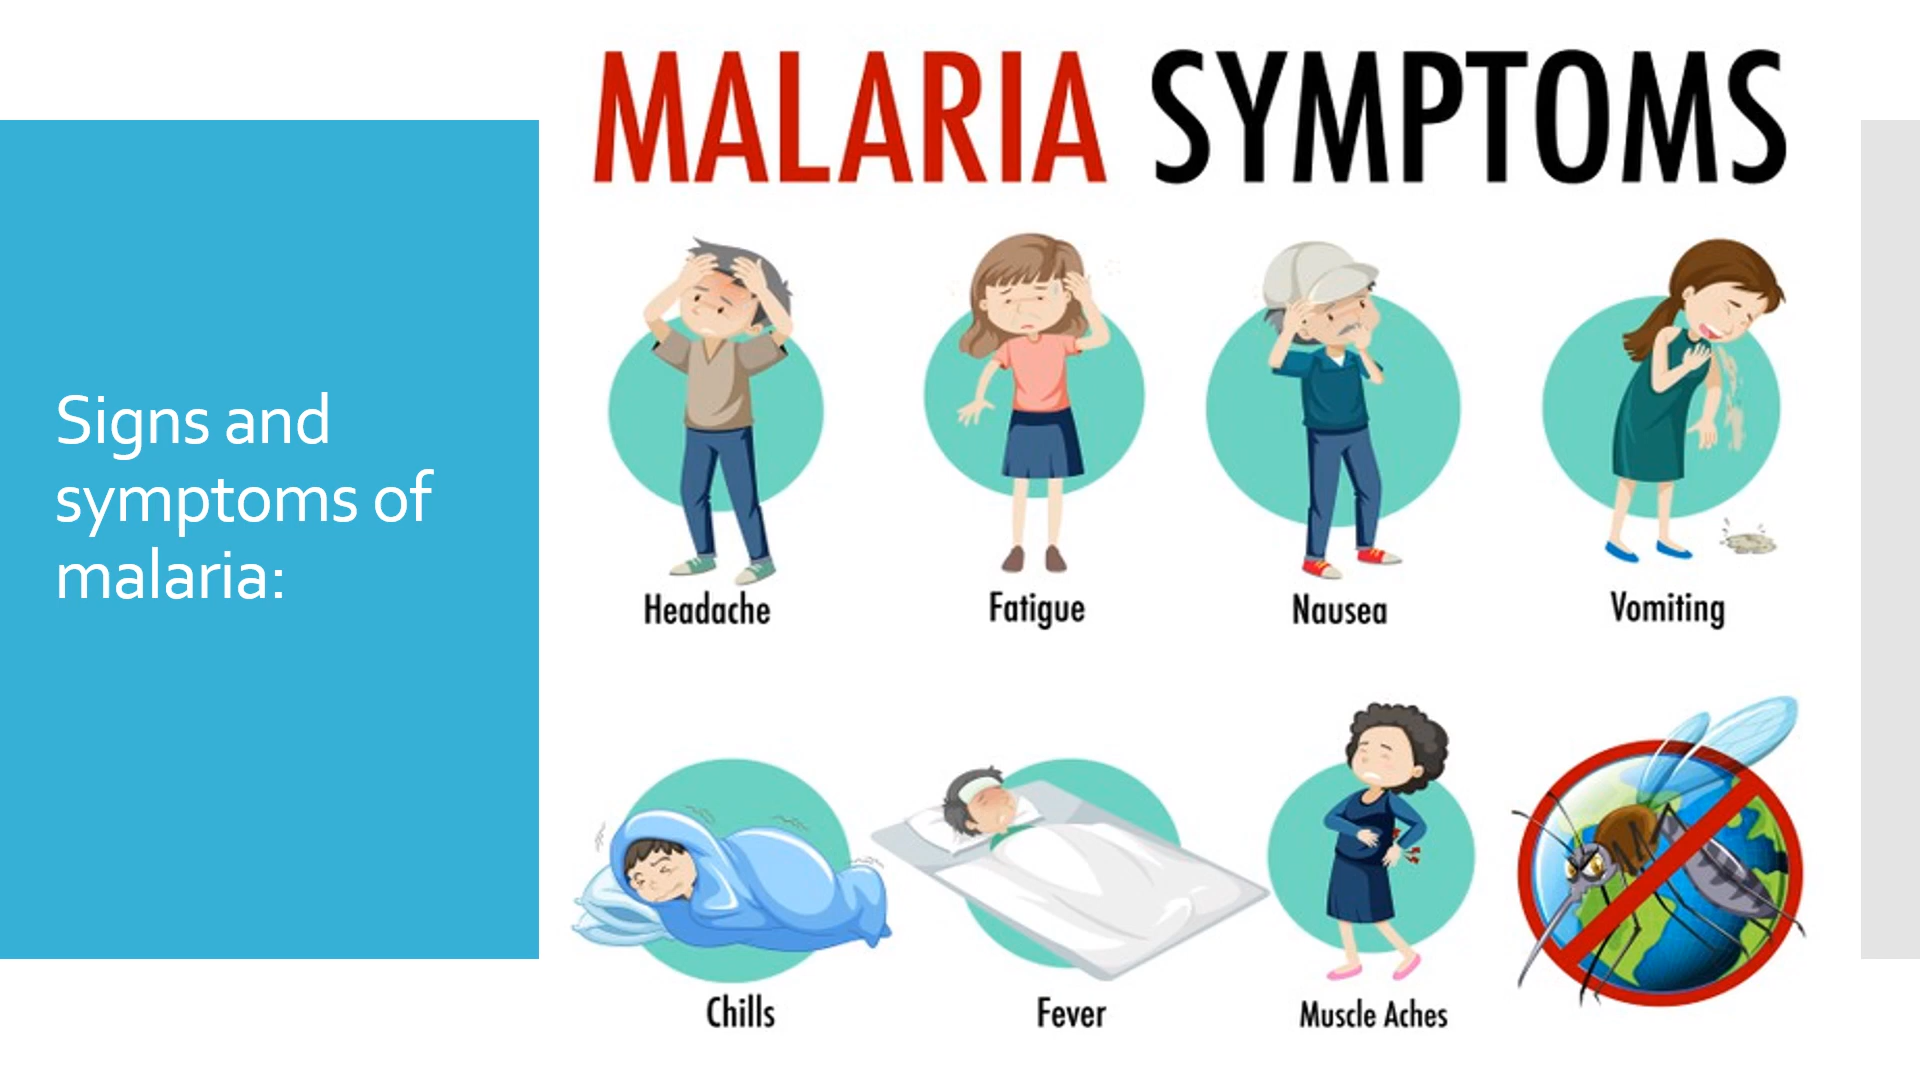 Signs and
symptoms of
malaria:
MALARIA SYMPTOMS
Headache
Fatigue
Nausea
Vomiting
Chills
Fever
Muscle Aches